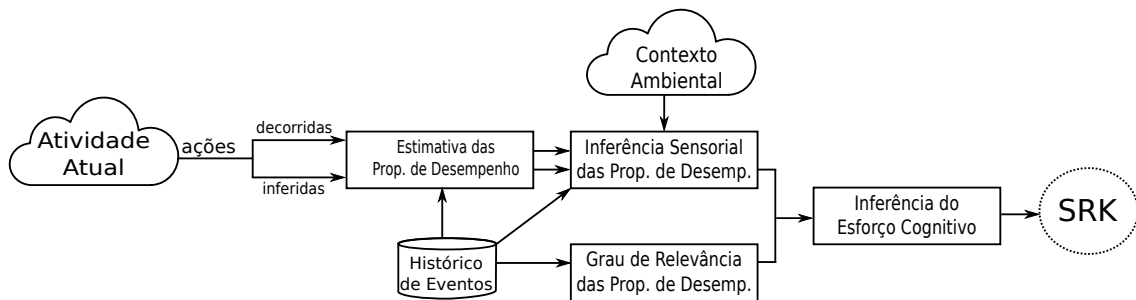 Contexto
Ambiental
Atividade
Atual
ações
decorridas
inferidas
Estimativa das
Prop. de Desempenho
Inferência Sensorial
das Prop. de Desemp.
Histórico
de Eventos
Grau de Relevância
das Prop. de Desemp.
Inferência do
Esforço Cognitivo
SRK